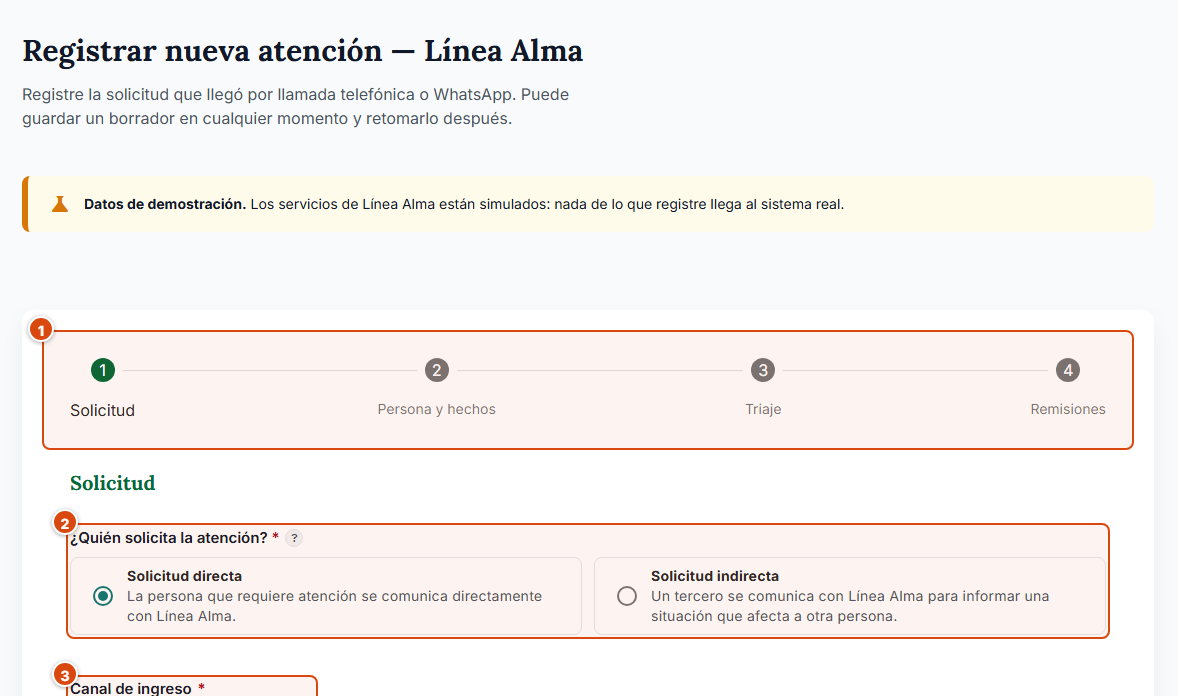 Registrar nueva atención — Línea Alma
Registre la solicitud que llegó por llamada telefónica o WhatsApp. Puede
guardar un borrador en cualquier momento y retomarlo después.
Datos de demostración. Los servicios de Línea Alma están simulados: nada de lo que registre llega al sistema real.
1
1 2 3 4
Solicitud Persona y hechos Triaje Remisiones
Solicitud
2
¿Quién solicita la atención? * ?
Solicitud directa
La persona que requiere atención se comunica directamente
con Línea Alma.
Solicitud indirecta
Un tercero se comunica con Línea Alma para informar una
situación que afecta a otra persona.
3
Canal de ingreso *